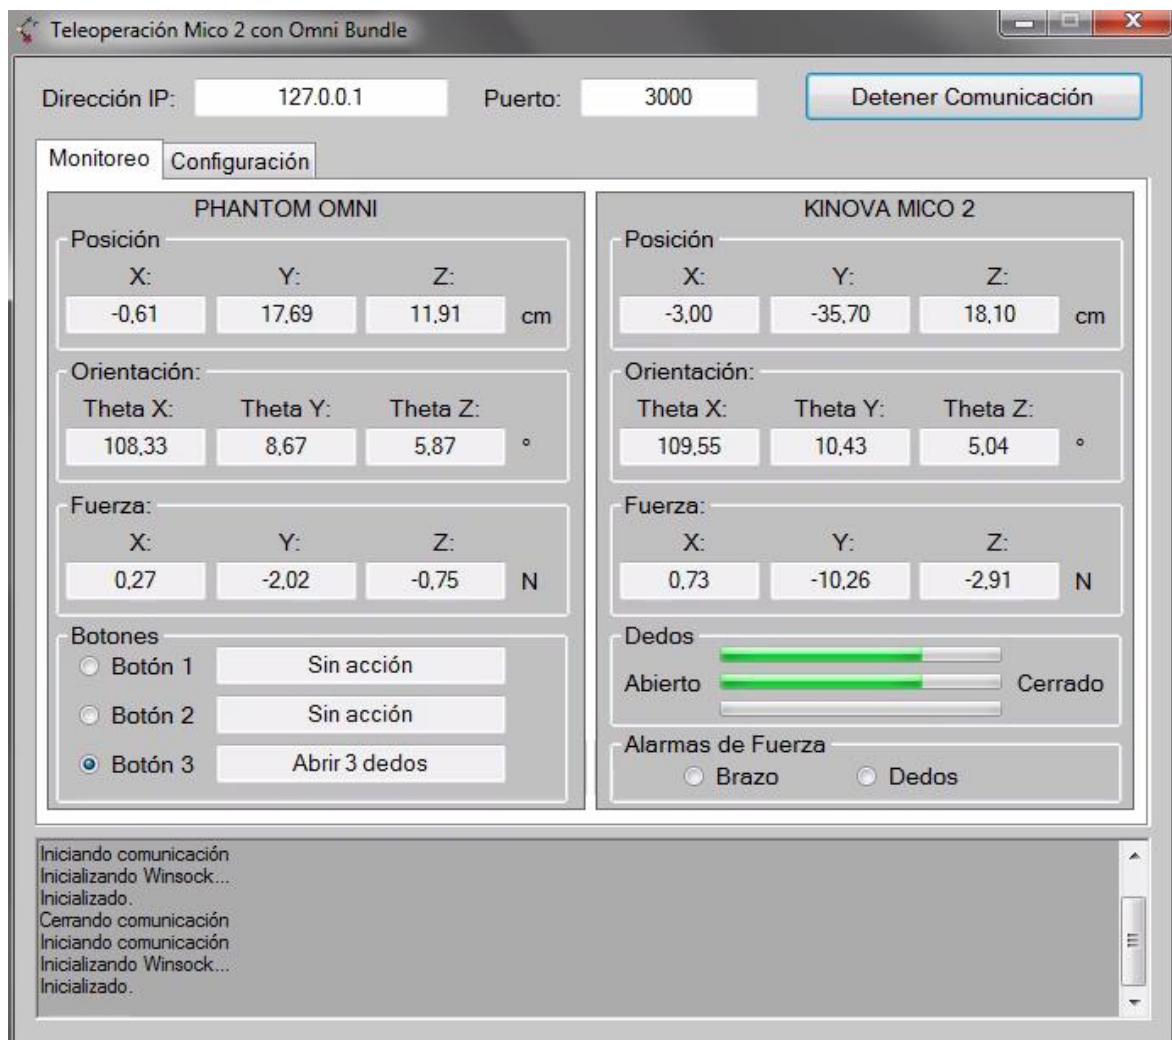 Teleoperación Mico 2 con Omni Bundle
Dirección IP: 127.0.0.1 Puerto: 3000 Detener Comunicación
Monitoreo Configuración
PHANTOM OMNI
Posición
X: Y: Z:
-0,61 17,69 11,91 cm
Orientación:
Theta X: Theta Y: Theta Z:
108,33 8,67 5,87 °
Fuerza:
X: Y: Z:
0,27 -2,02 -0,75 N
Botones
Botón 1 Sin acción
Botón 2 Sin acción
Botón 3 Abrir 3 dedos
KINOVA MICO 2
Posición
X: Y: Z:
-3,00 -35,70 18,10 cm
Orientación:
Theta X: Theta Y: Theta Z:
109,55 10,43 5,04 °
Fuerza:
X: Y: Z:
0,73 -10,26 -2,91 N
Dedos
Abierto Cerrado
Alarmas de Fuerza
Brazo Dedos
Iniciando comunicación
Inicializando Winsock...
Inicializado.
Cerrando comunicación
Iniciando comunicación
Inicializando Winsock...
Inicializado.